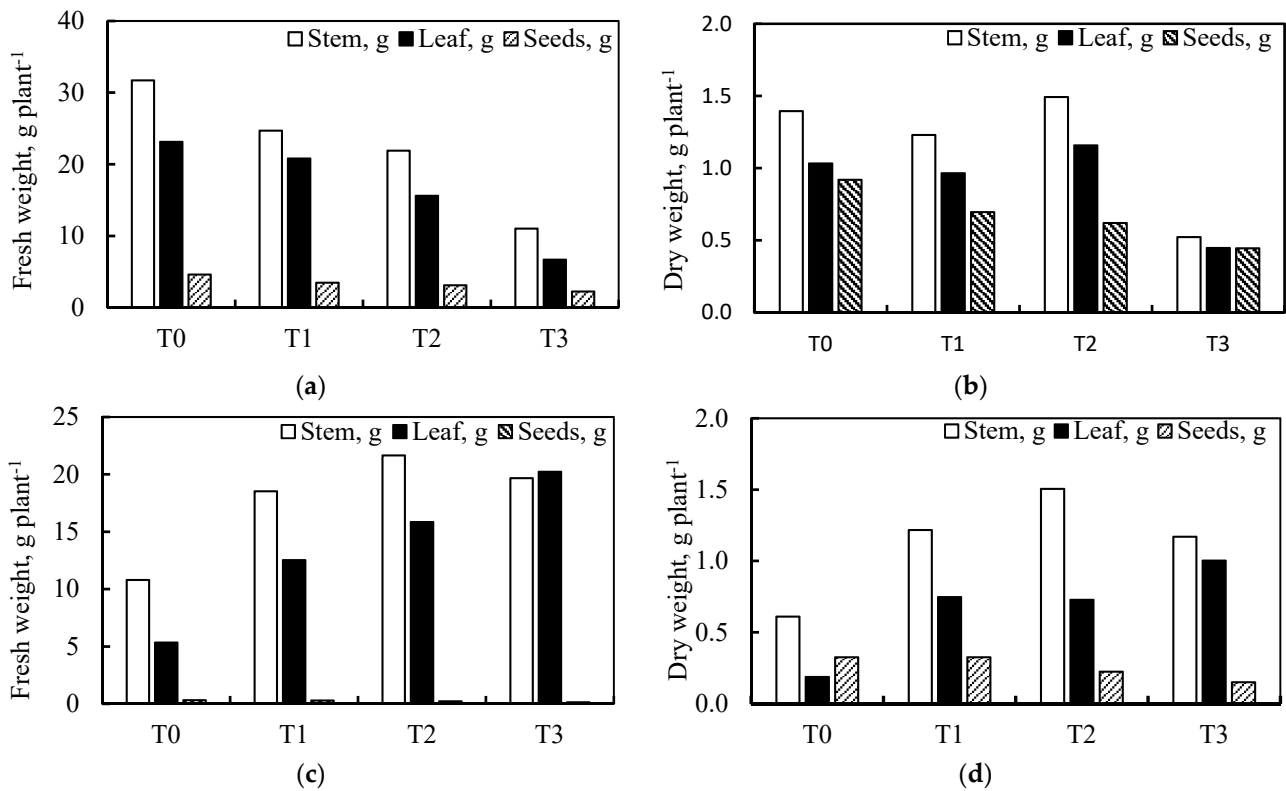 Fresh weight, g plant-1
40
30
20
10
0
Stem, g Leaf, g Seeds, g
T0 T1 T2 T3
(a)
Dry weight, g plant-1
2.0
1.5
1.0
0.5
0.0
Stem, g Leaf, g Seeds, g
T0 T1 T2 T3
(b)
Fresh weight, g plant-1
25
20
15
10
5
0
Stem, g Leaf, g Seeds, g
T0 T1 T2 T3
(c)
Dry weight, g plant-1
2.0
1.5
1.0
0.5
0.0
Stem, g Leaf, g Seeds, g
T0 T1 T2 T3
(d)